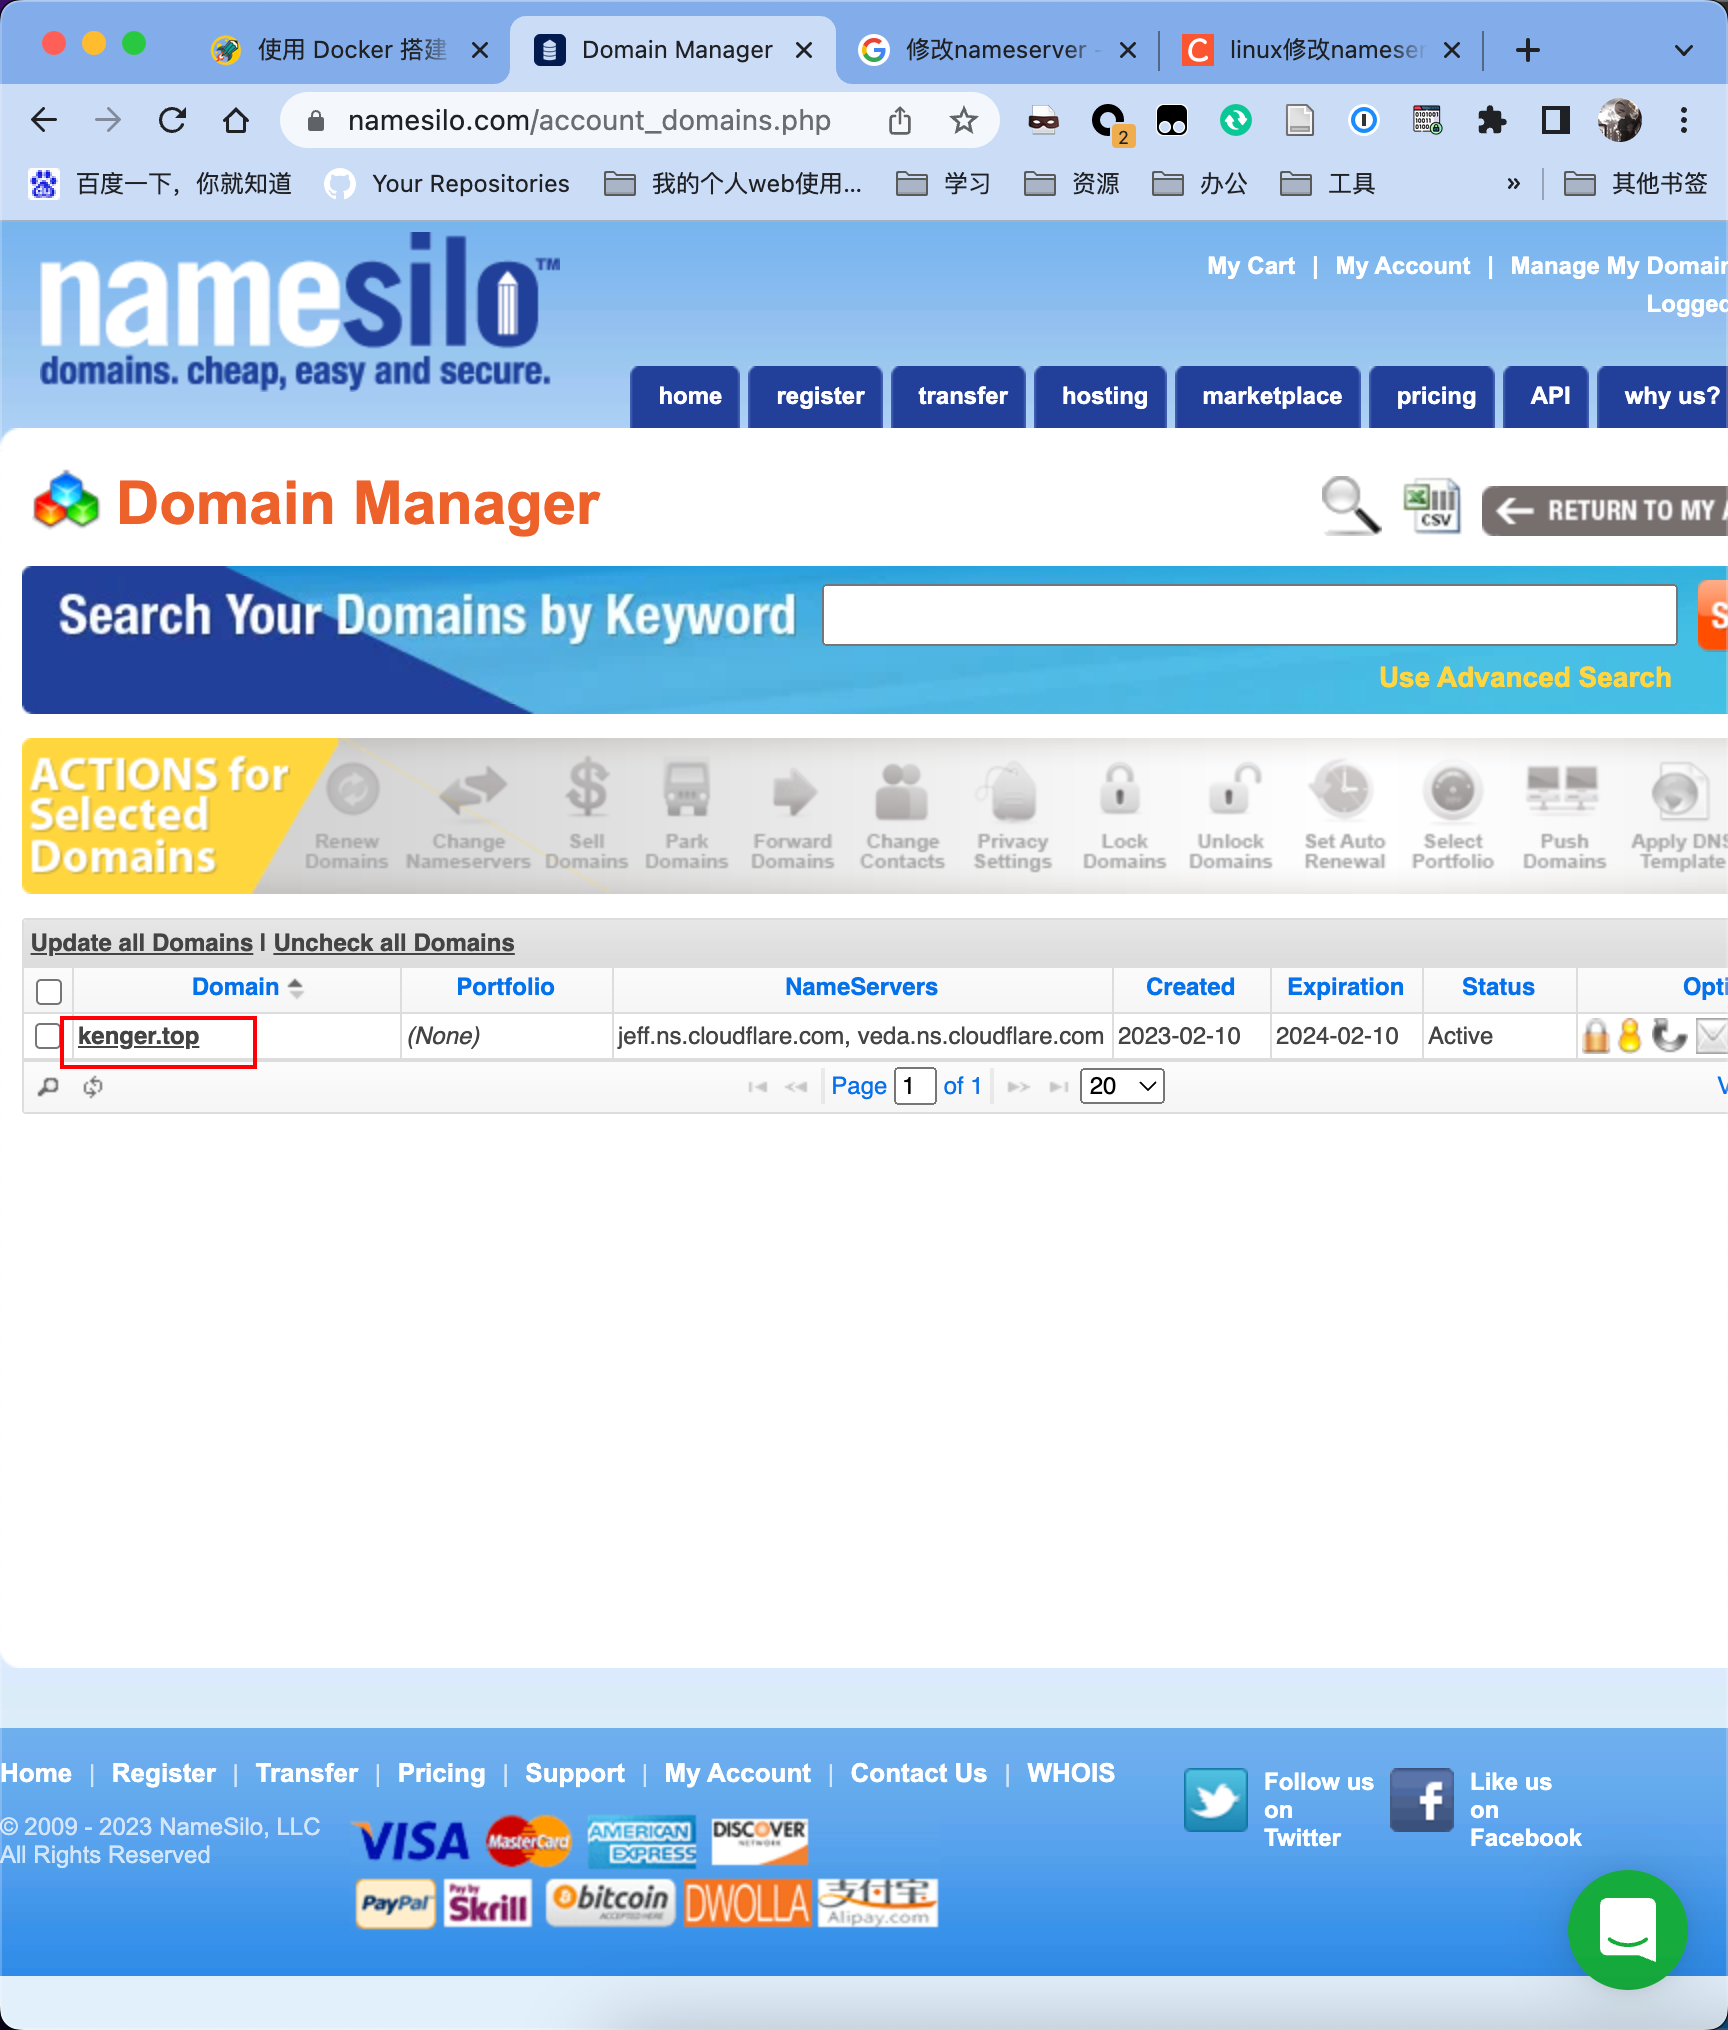 使用 Docker 搭建
Domain Manager
修改nameserver -
linux修改nameser
namesilo.com/account_domains.php
2
百度一下，你就知道
Your Repositories
我的个人web使用...
学习
资源
办公
工具
»
其他书签
namesilo™
domains. cheap, easy and secure.
My Cart | My Account | Manage My Domain
Logged
home
register
transfer
hosting
marketplace
pricing
API
why us?
Domain Manager
CSV
RETURN TO MY A
Search Your Domains by Keyword
S
Use Advanced Search
ACTIONS for
Selected
Domains
Renew
Domains
Change
Nameservers
Sell
Domains
Park
Domains
Forward
Domains
Change
Contacts
Privacy
Settings
Lock
Domains
Unlock
Domains
Set Auto
Renewal
Select
Portfolio
Push
Domains
Apply DNS
Template
Update all Domains | Uncheck all Domains
Domain Portfolio NameServers Created Expiration Status Opti
kenger.top (None) jeff.ns.cloudflare.com, veda.ns.cloudflare.com 2023-02-10 2024-02-10 Active
Page 1 of 1 20 V
Home | Register | Transfer | Pricing | Support | My Account | Contact Us | WHOIS
© 2009 - 2023 NameSilo, LLC
All Rights Reserved
VISA
MasterCard
AMERICAN
EXPRESS
DISCOVER
NETWORK
PayPal
Pay by
Skrill
bitcoin
ACCEPTED HERE
DWOLLA
支付宝
Alipay.com
Follow us
on
Twitter
Like us
on
Facebook